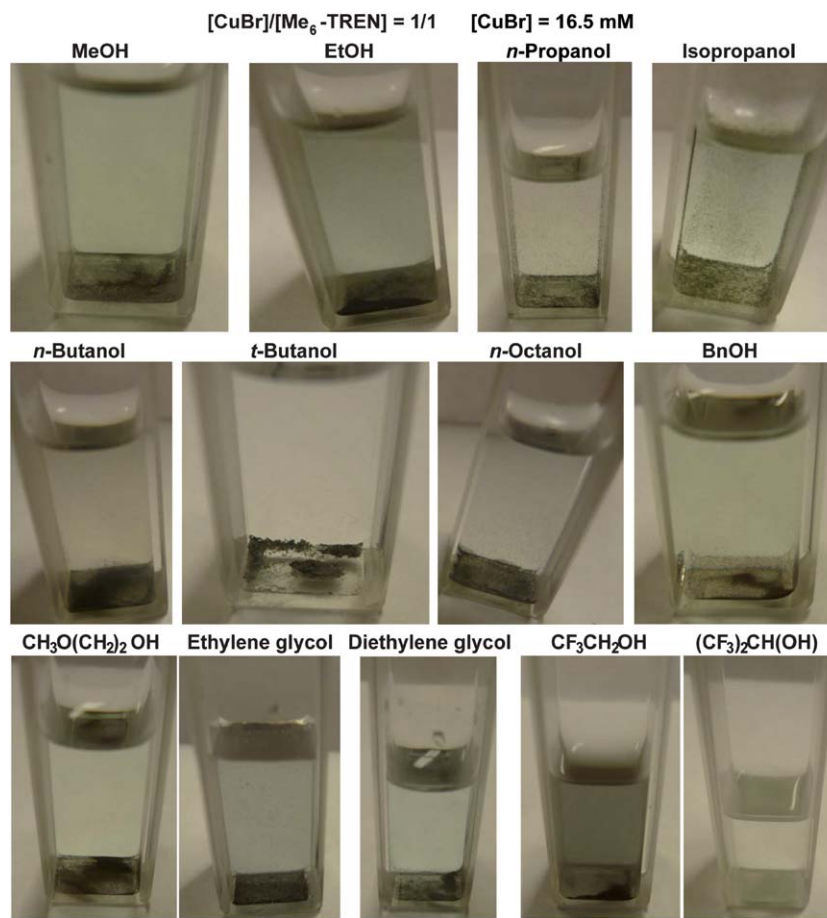 [CuBr]/[Me₆-TREN] = 1/1 [CuBr] = 16.5 mM
MeOH EtOH n-Propanol Isopropanol
n-Butanol t-Butanol n-Octanol BnOH
CH₃O(CH₂)₂ OH Ethylene glycol Diethylene glycol CF₃CH₂OH (CF₃)₂CH(OH)